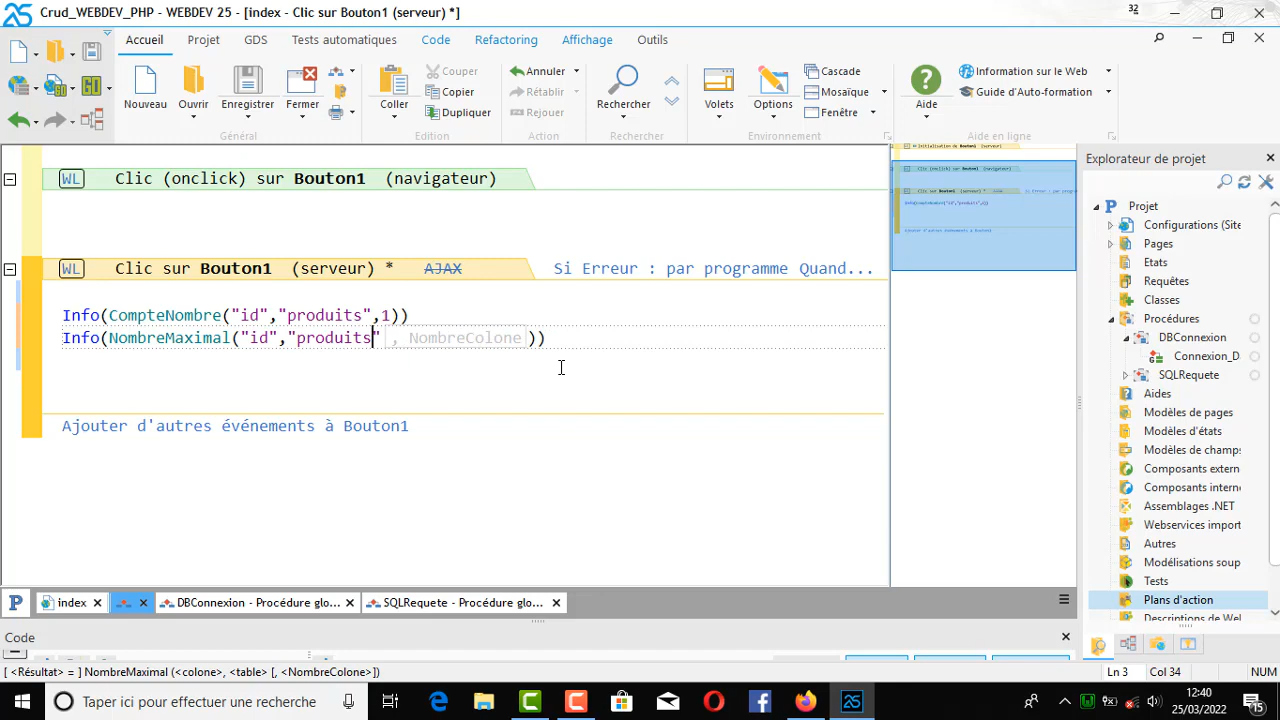 Crud_WEBDEV_PHP - WEBDEV 25 - [index - Clic sur Bouton1 (serveur) *]
32
Accueil Projet GDS Tests automatiques Code Refactoring Affichage Outils
Nouveau Ouvrir Enregistrer Fermer
Coller Couper Copier Dupliquer
Annuler Rétablir Rejouer
Rechercher
Volets Options Cascade Mosaïque Fenêtre
Aide Information sur le Web Guide d'Auto-formation
Général Edition Action Rechercher Environnement Aide en ligne
WL Clic (onclick) sur Bouton1 (navigateur)
WL Clic sur Bouton1 (serveur) * AJAX Si Erreur : par programme Quand...
Info(CompteNombre("id","produits",1))
Info(NombreMaximal("id","produits" , NombreColone ))
Ajouter d'autres événements à Bouton1
Explorateur de projet
Projet
Configurations (Site
Pages
Etats
Requêtes
Classes
Procédures
DBConnexion
Connexion_D
SQLRequete
Aides
Modèles de pages
Modèles d'états
Modèles de champs
Composants extern
Composants intern
Assemblages .NET
Webservices import
Autres
Modélisations soup
Tests
Plans d'action
Descriptions de Web
index DBConnexion - Procédure glo... SQLRequete - Procédure glo...
Code
[ <Résultat> = ] NombreMaximal (<colone>, <table> [, <NombreColone>])
Ln 3 Col 34 NUM
Taper ici pour effectuer une recherche
12:40
25/03/2022
15